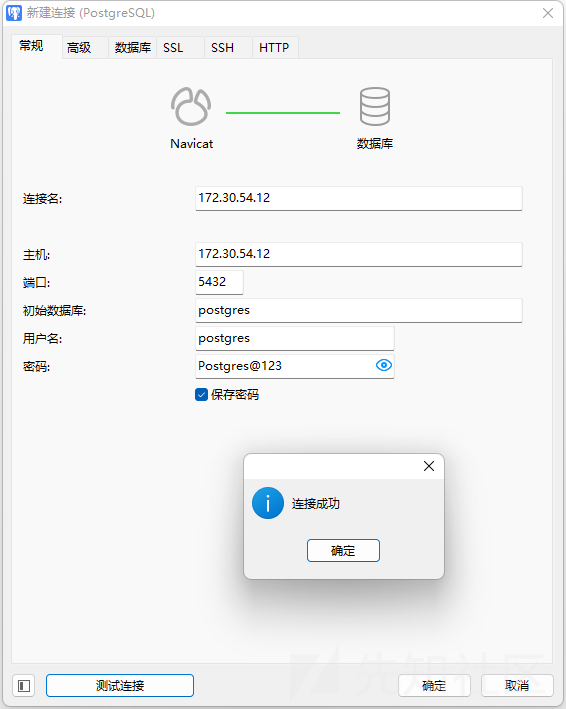 新建连接 (PostgreSQL)
常规 高级 数据库 SSL SSH HTTP
Navicat 数据库
连接名: 172.30.54.12
主机: 172.30.54.12
端口: 5432
初始数据库: postgres
用户名: postgres
密码: Postgres@123
保存密码
连接成功
确定
先知社区
测试连接 确定 取消